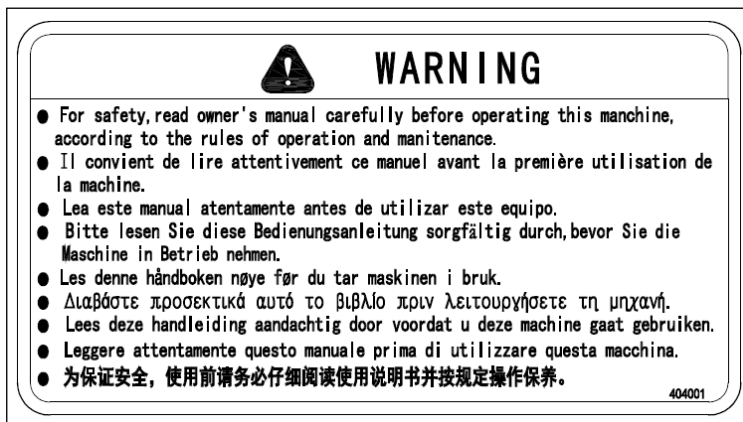 WARNING
● For safety, read owner's manual carefully before operating this manchine,
according to the rules of operation and manitenance.
● Il convient de lire attentivement ce manuel avant la première utilisation de
la machine.
● Lea este manual atentamente antes de utilizar este equipo.
● Bitte lesen Sie diese Bedienungsanleitung sorgfältig durch, bevor Sie die
Maschine in Betrieb nehmen.
● Les denne håndboken nøye før du tar maskinen i bruk.
● Διαβάστε προσεκτικά αυτό το βιβλίο πριν λειτουργήσετε τη μηχανή.
● Lees deze handleiding aandachtig door voordat u deze machine gaat gebruiken.
● Leggere attentamente questo manuale prima di utilizzare questa macchina.
● 为保证安全，使用前请务必仔细阅读使用说明书并按规定操作保养。
404001